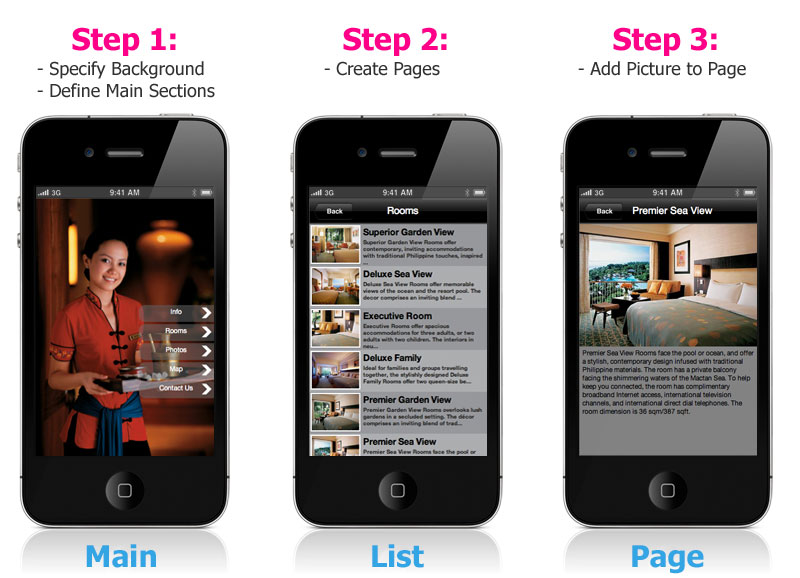 Step 1:
- Specify Background
- Define Main Sections
3G
9:41 AM
Info
Rooms
Photos
Map
Contact Us
Main
Step 2:
- Create Pages
3G
9:41 AM
Back
Rooms
Superior Garden View
Superior Garden View Rooms offer
contemporary, inviting accommodations
with traditional Philippine touches, inspired
...
Deluxe Sea View
Deluxe Sea View Rooms offer memorable
views of the ocean and the resort pool. The
decor comprises an inviting blend ...
Executive Room
Executive Rooms offer spacious
accommodations for three adults, or two
adults with two children. The interiors in
neu...
Deluxe Family
Ideal for families and groups travelling
together, the stylishly designed Deluxe
Family Rooms offer two queen-size be...
Premier Garden View
Premier Garden View Rooms overlooks lush
gardens in a secluded setting. The décor
comprises an inviting blend of trad...
Premier Sea View
Premier Sea View Rooms face the pool or
List
Step 3:
- Add Picture to Page
3G
9:41 AM
Back
Premier Sea View
Premier Sea View Rooms face the pool or ocean, and offer
a stylish, contemporary design infused with traditional
Philippine materials. The room has a private balcony
facing the shimmering waters of the Mactan Sea. To help
keep you connected, the room has complimentary
broadband Internet access, international television
channels, and international direct dial telephones. The
room dimension is 36 sqm/387 sqft.
Page